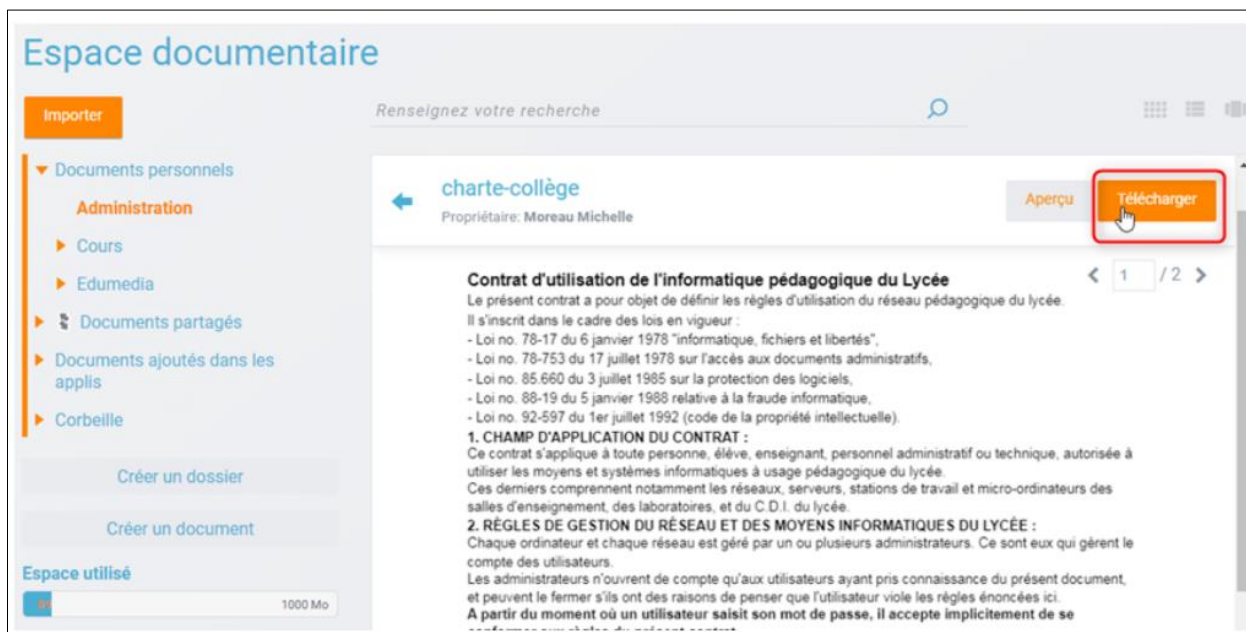 Espace documentaire
Importer
Renseignez votre recherche
Documents personnels
Administration
Cours
Edumedia
Documents partagés
Documents ajoutés dans les
applis
Corbeille
Créer un dossier
Créer un document
Espace utilisé
1000 Mo
charte-collège
Propriétaire: Moreau Michelle
Aperçu
Télécharger
1 / 2
Contrat d'utilisation de l'informatique pédagogique du Lycée
Le présent contrat a pour objet de définir les règles d'utilisation du réseau pédagogique du lycée.
Il s'inscrit dans le cadre des lois en vigueur :
- Loi no. 78-17 du 6 janvier 1978 "informatique, fichiers et libertés",
- Loi no. 78-753 du 17 juillet 1978 sur l'accès aux documents administratifs,
- Loi no. 85.660 du 3 juillet 1985 sur la protection des logiciels,
- Loi no. 88-19 du 5 janvier 1988 relative à la fraude informatique,
- Loi no. 92-597 du 1er juillet 1992 (code de la propriété intellectuelle).
1. CHAMP D'APPLICATION DU CONTRAT :
Ce contrat s'applique à toute personne, élève, enseignant, personnel administratif ou technique, autorisée à
utiliser les moyens et systèmes informatiques à usage pédagogique du lycée.
Ces derniers comprennent notamment les réseaux, serveurs, stations de travail et micro-ordinateurs des
salles d'enseignement, des laboratoires, et du C.D.I. du lycée.
2. RÈGLES DE GESTION DU RÉSEAU ET DES MOYENS INFORMATIQUES DU LYCÉE :
Chaque ordinateur et chaque réseau est géré par un ou plusieurs administrateurs. Ce sont eux qui gèrent le
compte des utilisateurs.
Les administrateurs n'ouvrent de compte qu'aux utilisateurs ayant pris connaissance du présent document,
et peuvent le fermer s'ils ont des raisons de penser que l'utilisateur viole les règles énoncées ici.
A partir du moment où un utilisateur saisit son mot de passe, il accepte implicitement de se